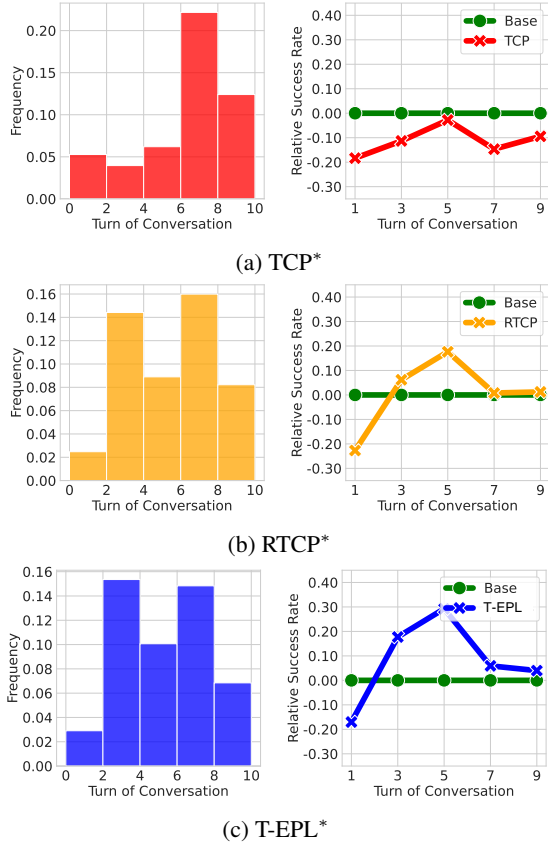 Frequency
0.20
0.15
0.10
0.05
0.00
0 2 4 6 8 10
Turn of Conversation
Relative Success Rate
0.40
0.30
0.20
0.10
0.00
-0.10
-0.20
-0.30
Base
TCP
1 3 5 7 9
Turn of Conversation
(a) TCP*
Frequency
0.16
0.14
0.12
0.10
0.08
0.06
0.04
0.02
0.00
0 2 4 6 8 10
Turn of Conversation
Relative Success Rate
0.40
0.30
0.20
0.10
0.00
-0.10
-0.20
-0.30
Base
RTCP
1 3 5 7 9
Turn of Conversation
(b) RTCP*
Frequency
0.16
0.14
0.12
0.10
0.08
0.06
0.04
0.02
0.00
0 2 4 6 8 10
Turn of Conversation
Relative Success Rate
0.40
0.30
0.20
0.10
0.00
-0.10
-0.20
-0.30
Base
T-EPL
1 3 5 7 9
Turn of Conversation
(c) T-EPL*